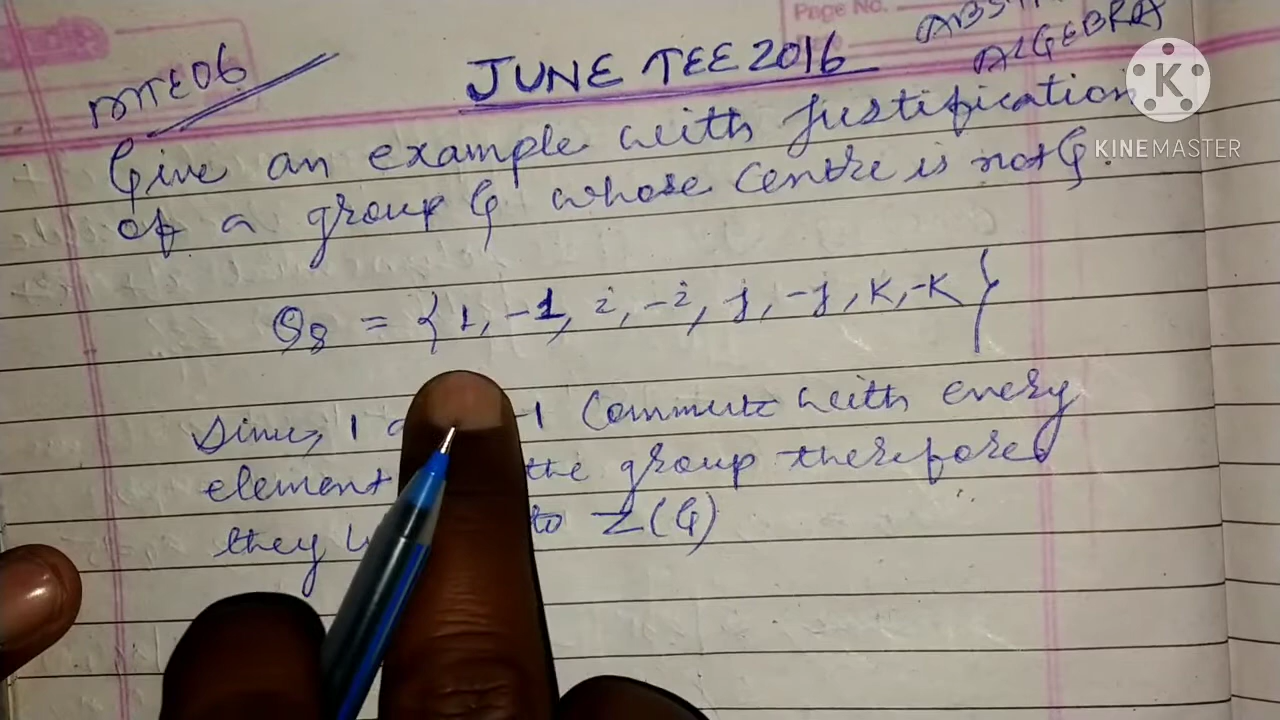 Page No.
MTE06
JUNE TEE 2016
ALGEBRA
K
KINEMASTER
Give an example with justification
of a group G whose centre is not G.
Q8 = {1, -1, i, -i, j, -j, K, -K}
Since, 1 -1 Commute with every
element the group therefore
they to Z(G)